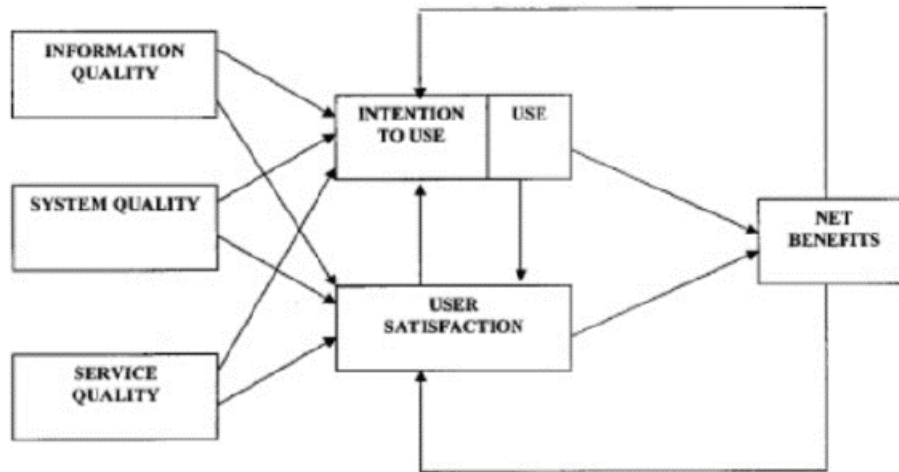 INFORMATION
QUALITY
INTENTION
TO USE
USE
SYSTEM QUALITY
NET
BENEFITS
USER
SATISFACTION
SERVICE
QUALITY